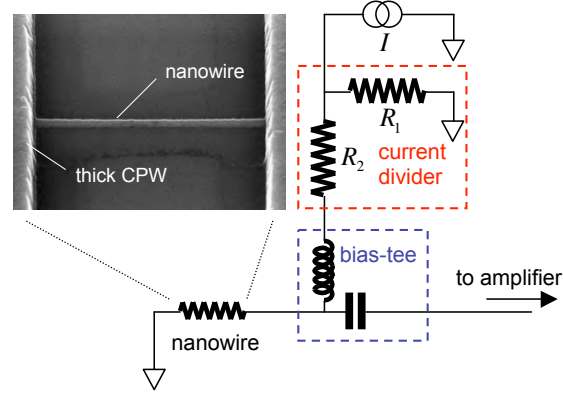 nanowire
thick CPW
I
R1
R2
current
divider
bias-tee
to amplifier
nanowire